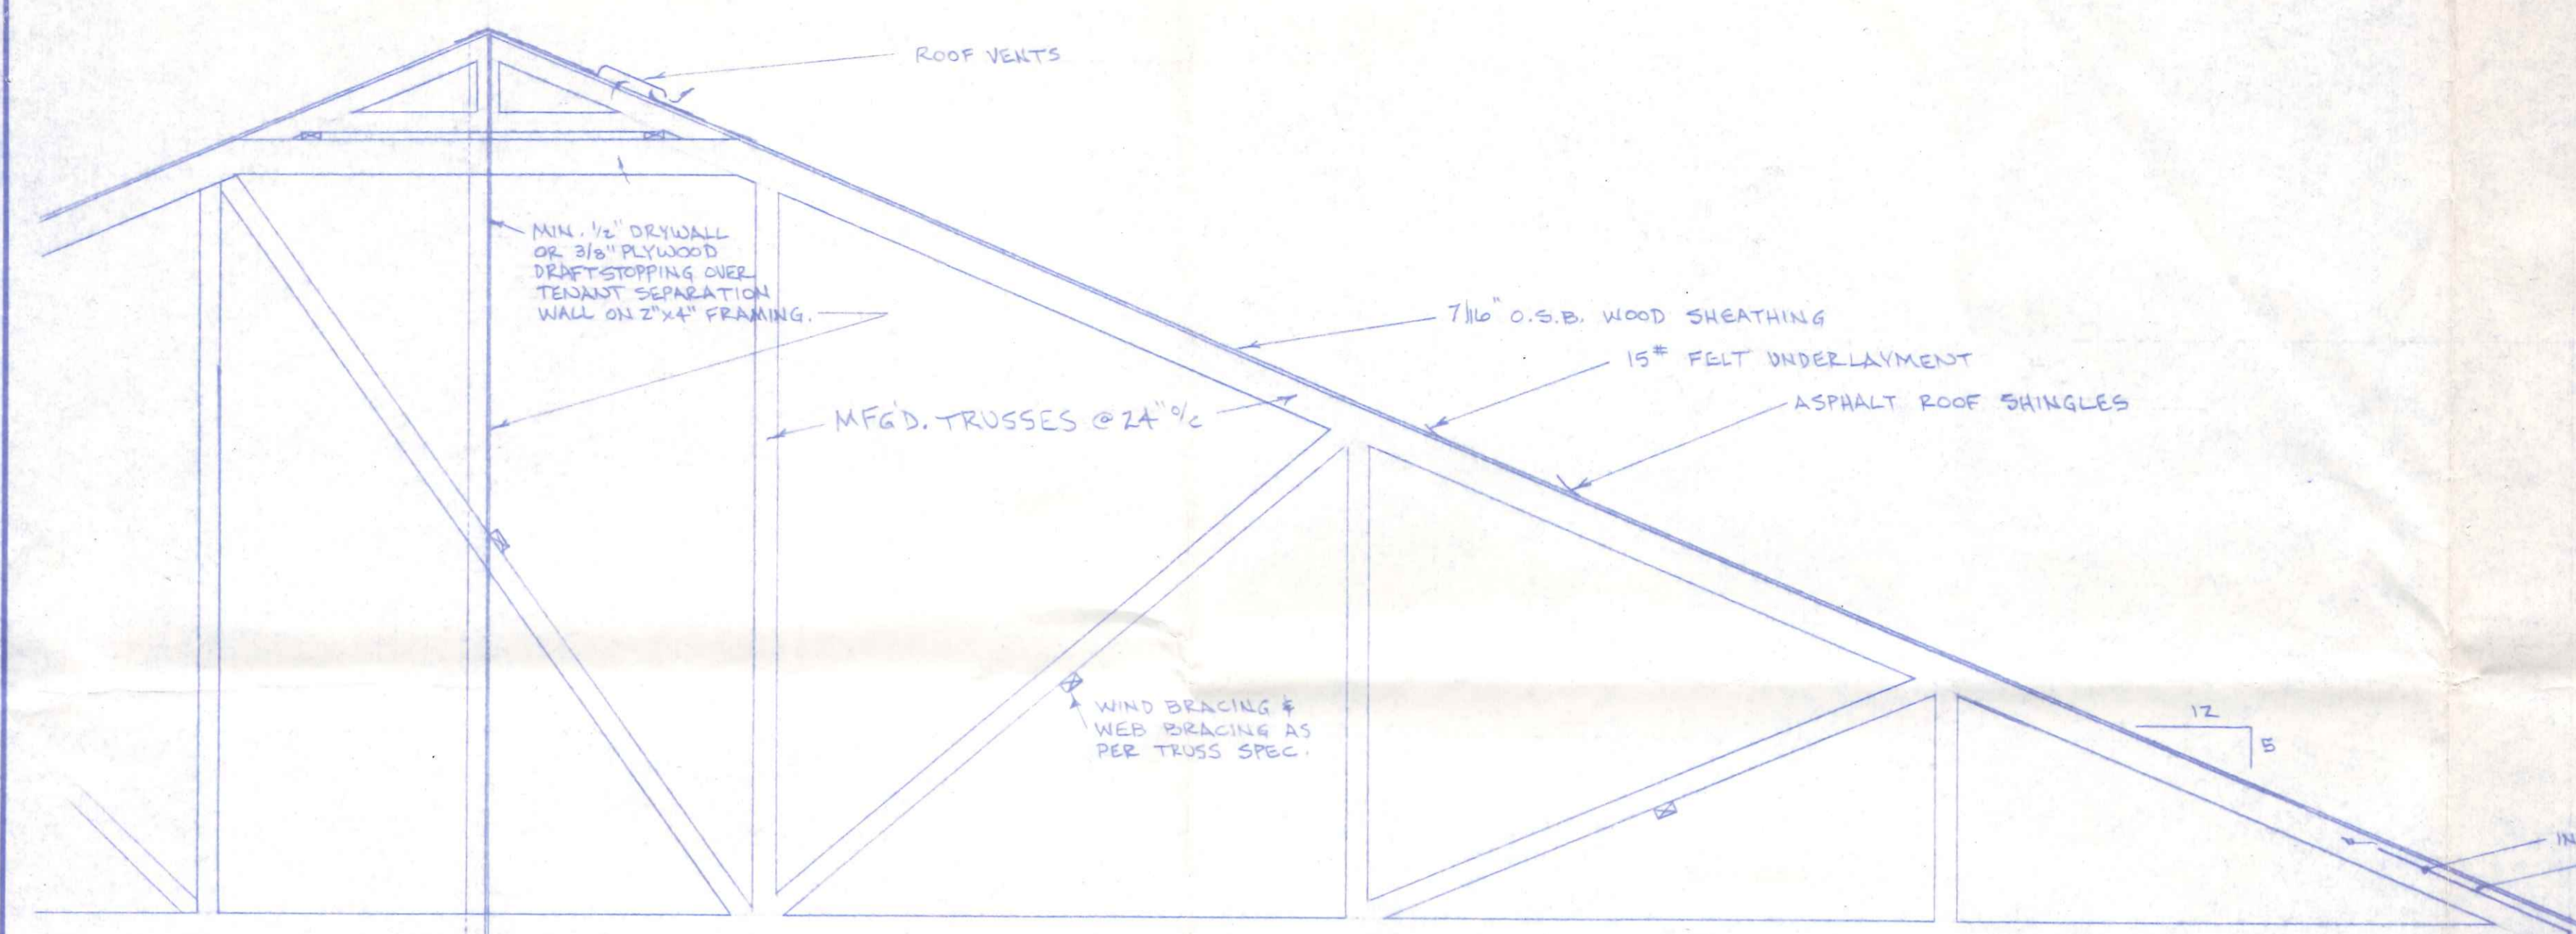 ROOF VENTS
MIN. 1/2" DRYWALL
OR 3/8" PLYWOOD
DRAFTSTOPPING OVER
TENANT SEPARATION
WALL ON 2"x4" FRAMING.
7/16" O.S.B. WOOD SHEATHING
15# FELT UNDERLAYMENT
ASPHALT ROOF SHINGLES
MFG'D. TRUSSES @ 24" o/c
WIND BRACING &
WEB BRACING AS
PER TRUSS SPEC.
12
5